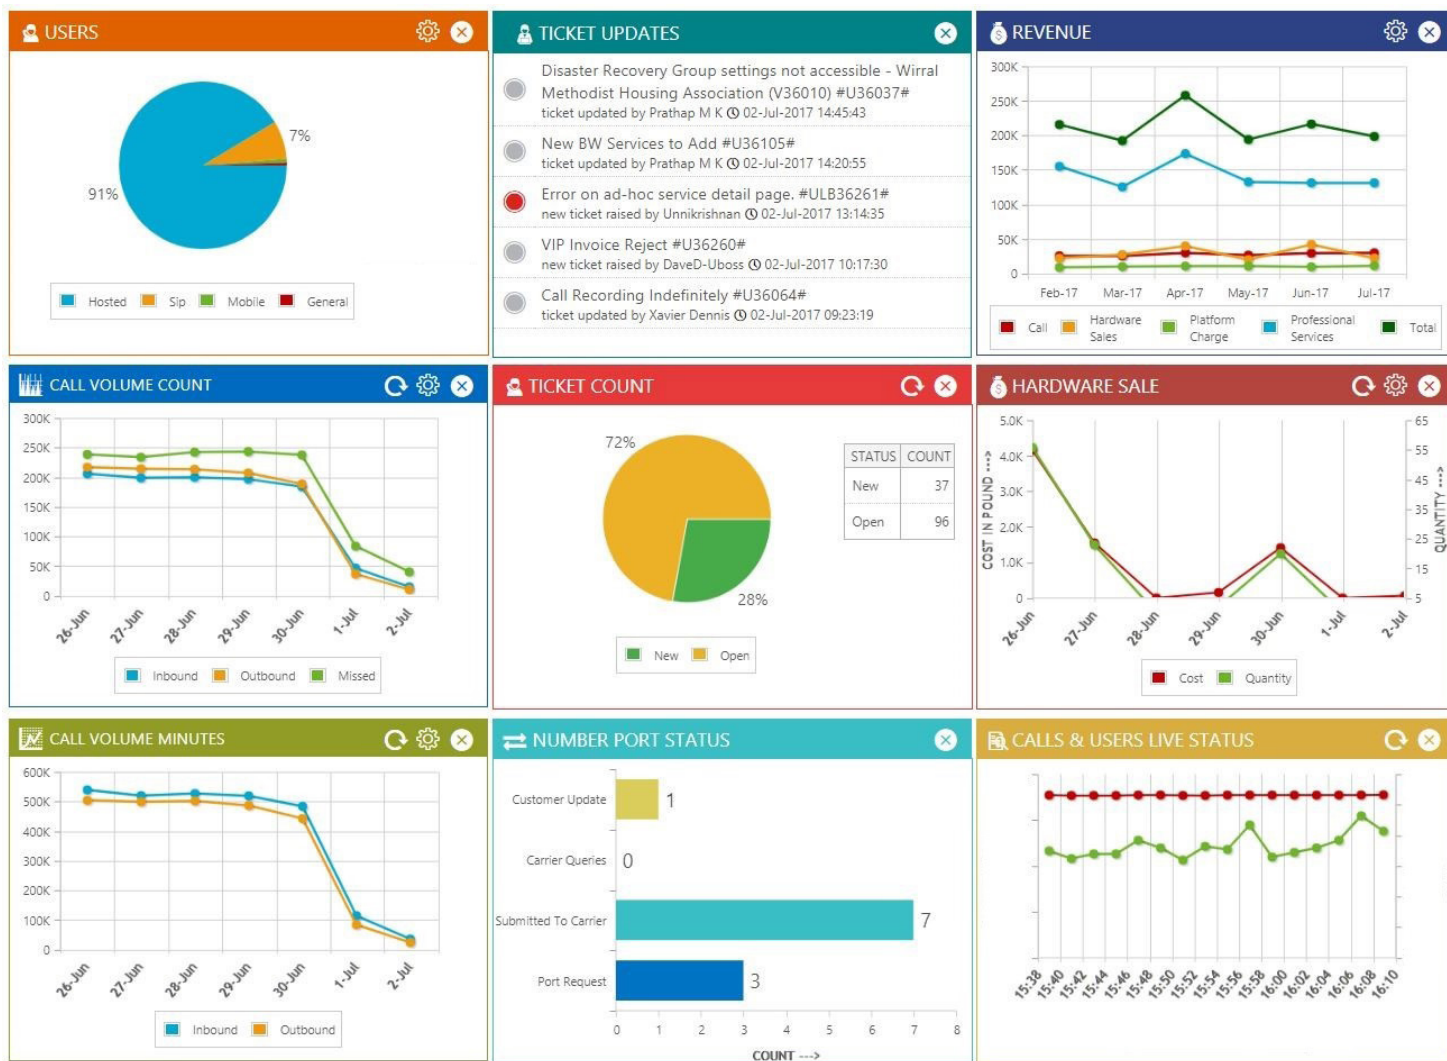 USERS
7%
91%
Hosted Sip Mobile General
TICKET UPDATES
Disaster Recovery Group settings not accessible - Wirral
Methodist Housing Association (V36010) #U36037#
ticket updated by Prathap M K 02-Jul-2017 14:45:43
New BW Services to Add #U36105#
ticket updated by Prathap M K 02-Jul-2017 14:20:55
Error on ad-hoc service detail page. #ULB36261#
new ticket raised by Unnikrishnan 02-Jul-2017 13:14:35
VIP Invoice Reject #U36260#
new ticket raised by DaveD-Uboss 02-Jul-2017 10:17:30
Call Recording Indefinitely #U36064#
ticket updated by Xavier Dennis 02-Jul-2017 09:23:19
REVENUE
300K
250K
200K
150K
100K
50K
0
Feb-17 Mar-17 Apr-17 May-17 Jun-17 Jul-17
Call Hardware Sales Platform Charge Professional Services Total
CALL VOLUME COUNT
300K
250K
200K
150K
100K
50K
0
26-Jun 27-Jun 28-Jun 29-Jun 30-Jun 1-Jul 2-Jul
Inbound Outbound Missed
TICKET COUNT
72%
28%
STATUS COUNT
New 37
Open 96
New Open
HARDWARE SALE
5.0K
4.0K
3.0K
2.0K
1.0K
0
COST IN POUND --->
65
55
45
35
25
15
5
QUANTITY --->
26-Jun 27-Jun 28-Jun 29-Jun 30-Jun 1-Jul 2-Jul
Cost Quantity
CALL VOLUME MINUTES
600K
500K
400K
300K
200K
100K
0
26-Jun 27-Jun 28-Jun 29-Jun 30-Jun 1-Jul 2-Jul
Inbound Outbound
NUMBER PORT STATUS
Customer Update 1
Carrier Queries 0
Submitted To Carrier 7
Port Request 3
0 1 2 3 4 5 6 7 8
COUNT --->
CALLS & USERS LIVE STATUS
15:38 15:40 15:42 15:44 15:46 15:48 15:50 15:52 15:54 15:56 15:58 16:00 16:02 16:04 16:06 16:08 16:10